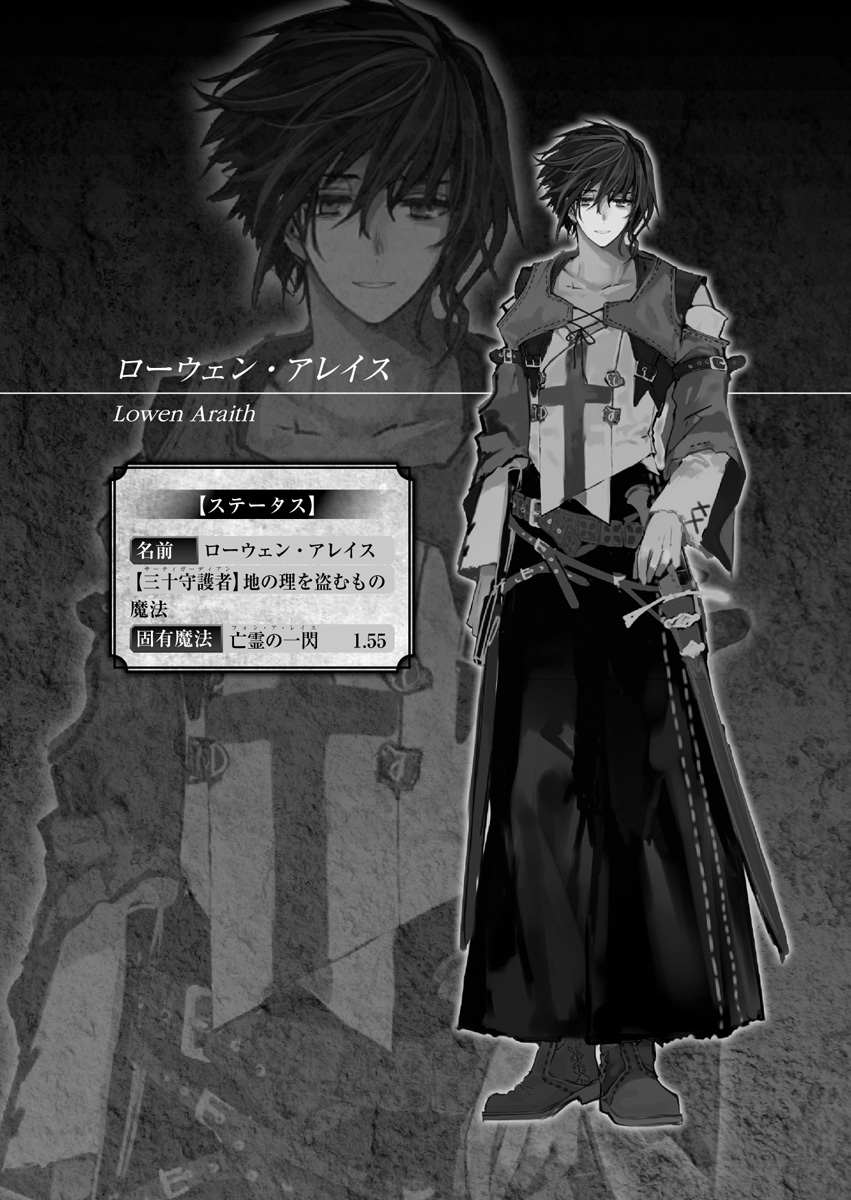 ローウェン・アレイス
Lowen Araith
【ステータス】
名前 ローウェン・アレイス
サーティガーディアン
【三十守護者】地の理を盗むもの
魔法
フォン・ア・レイス
固有魔法 亡霊の一閃 1.55